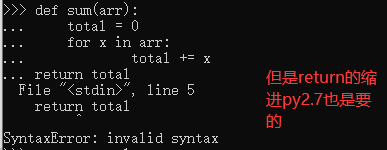 >>> def sum(arr):
...     total = 0
...     for x in arr:
...             total += x
... return total
  File "<stdin>", line 5
    return total
         ^
SyntaxError: invalid syntax
但是return的缩
进py2.7也是要
的